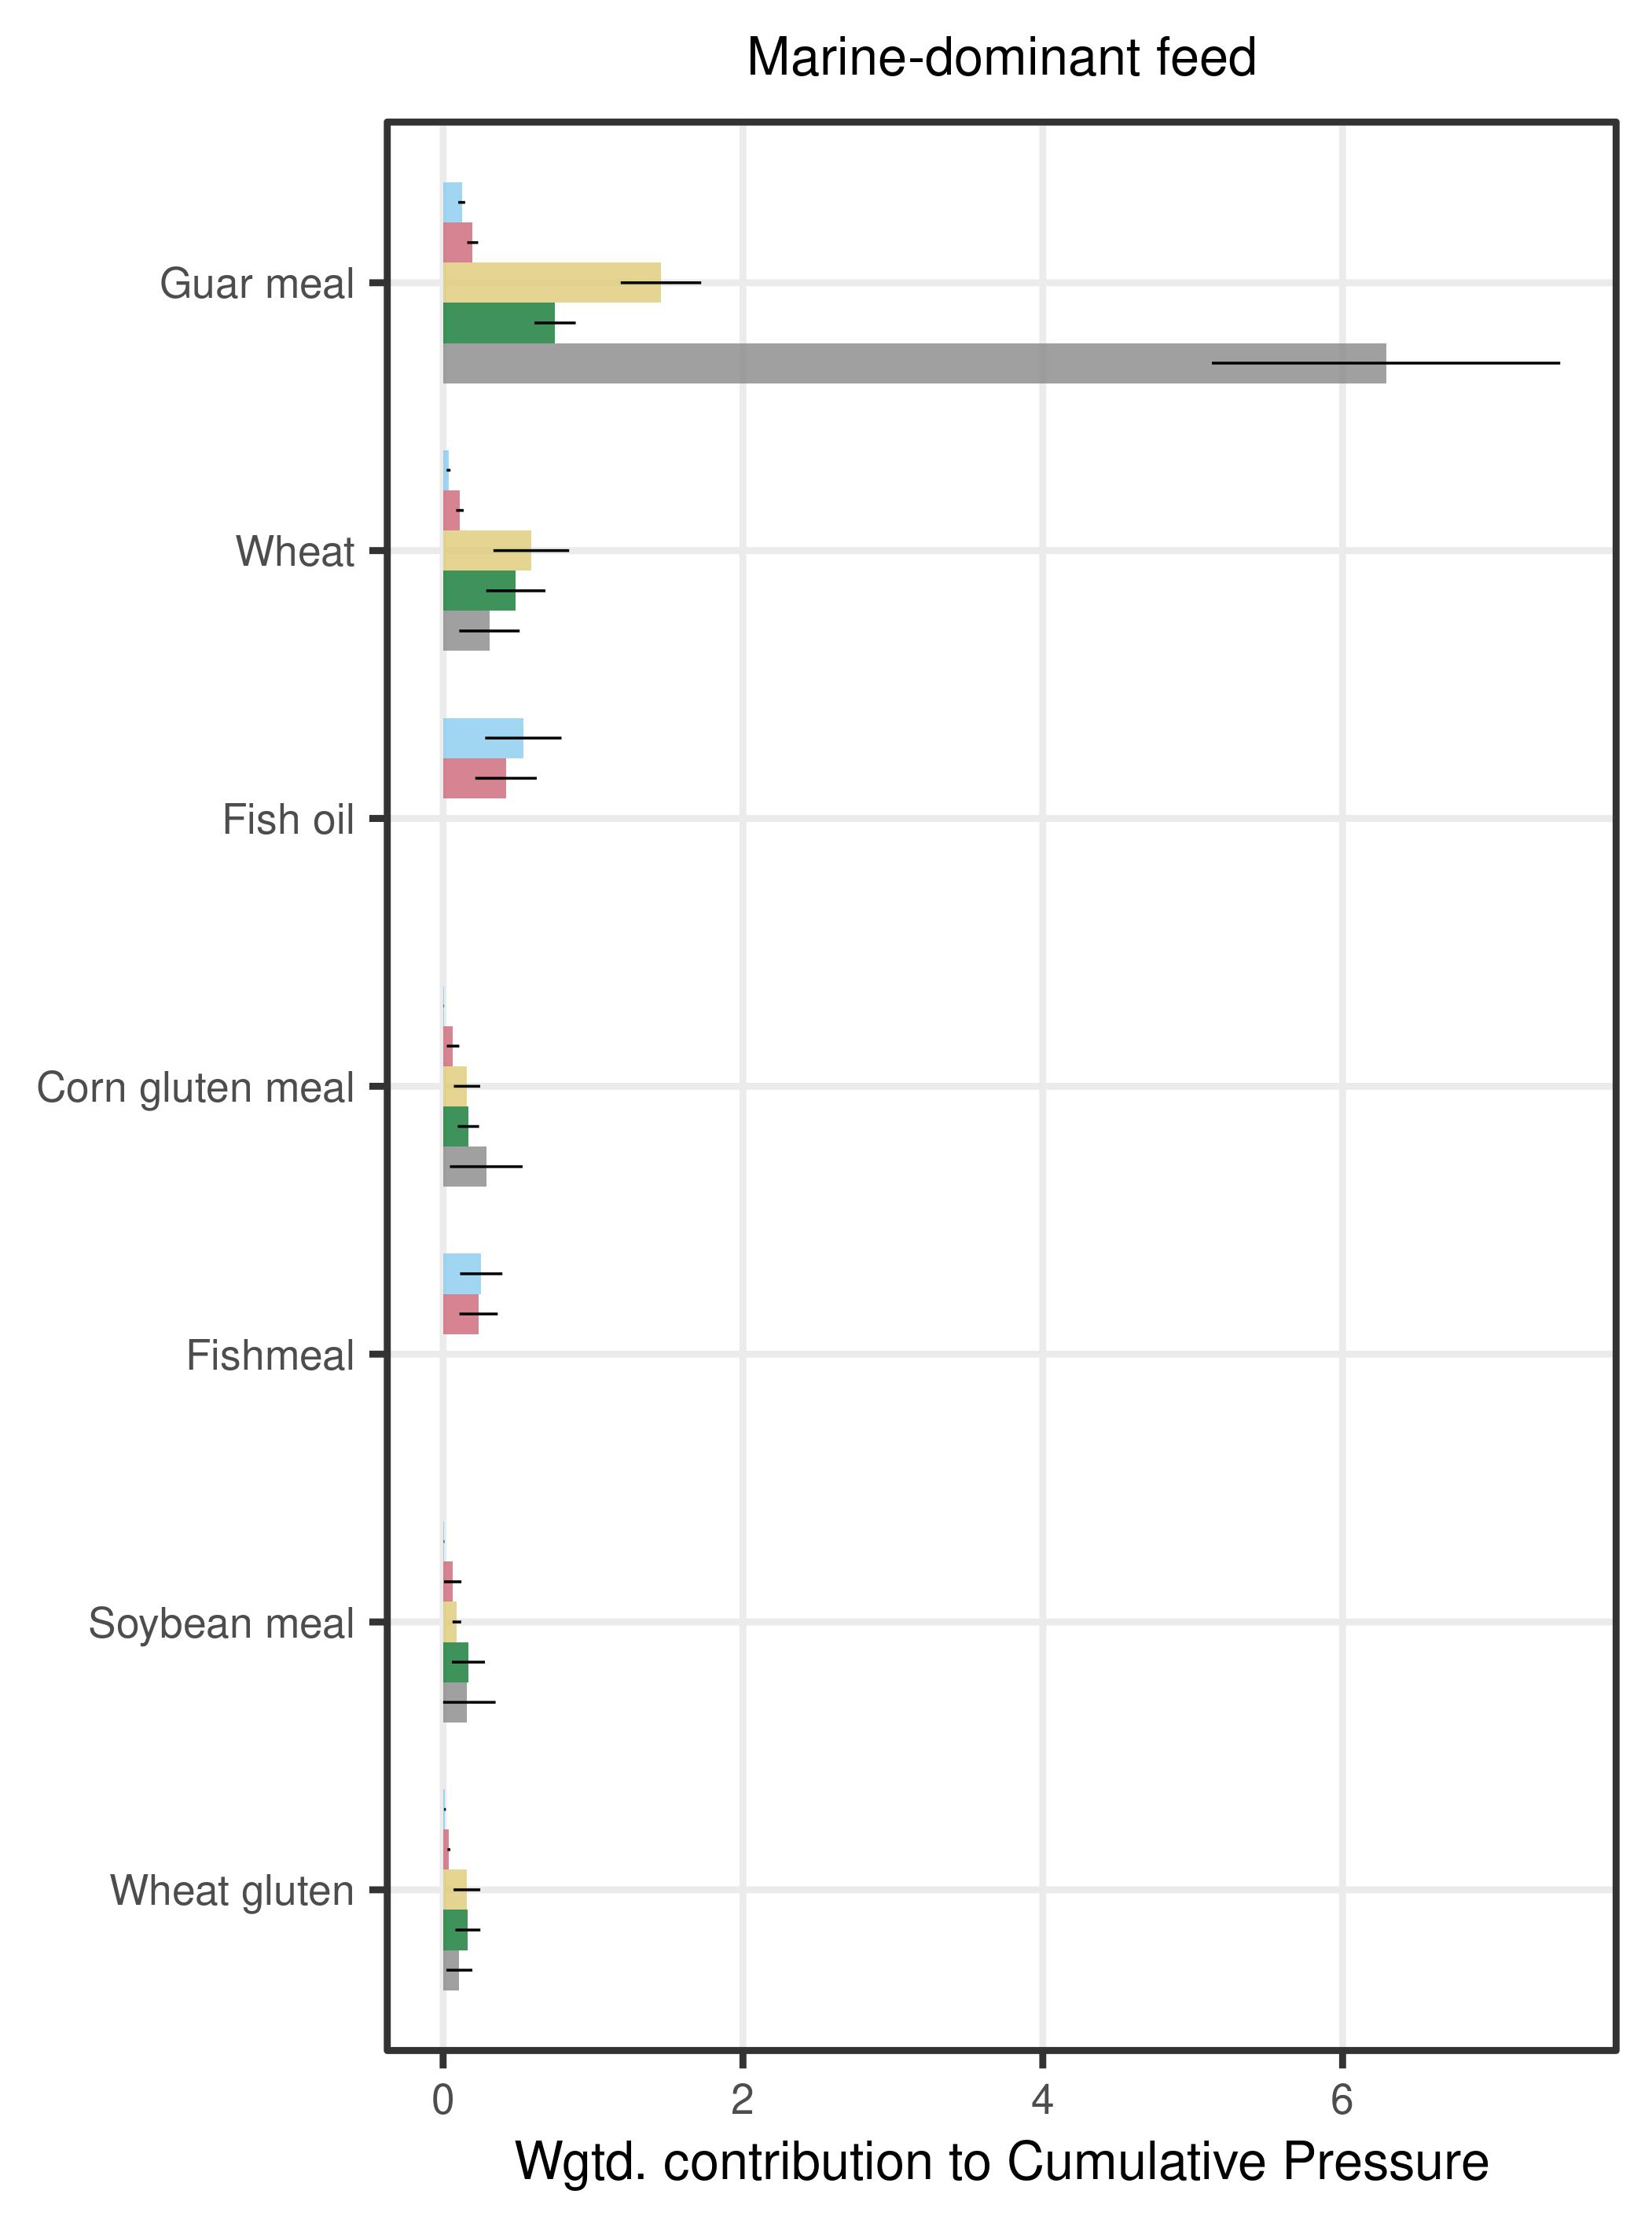 Marine-dominant feed
Guar meal
Wheat
Fish oil
Corn gluten meal
Fishmeal
Soybean meal
Wheat gluten
0 2 4 6
Wgtd. contribution to Cumulative Pressure